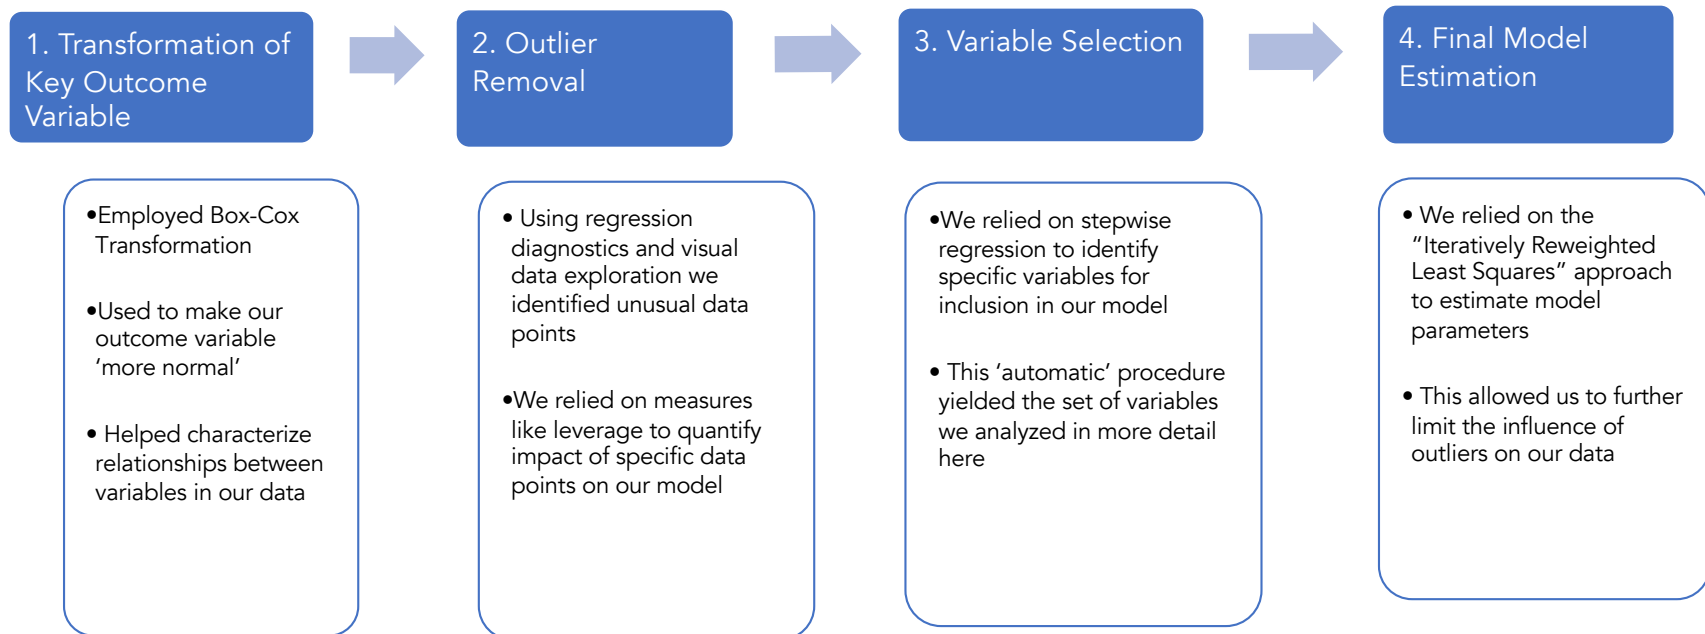 1. Transformation of
Key Outcome
Variable
2. Outlier
Removal
3. Variable Selection
4. Final Model
Estimation
•Employed Box-Cox
Transformation
•Used to make our
outcome variable
‘more normal’
• Helped characterize
relationships between
variables in our data
• Using regression
diagnostics and visual
data exploration we
identified unusual data
points
•We relied on measures
like leverage to quantify
impact of specific data
points on our model
•We relied on stepwise
regression to identify
specific variables for
inclusion in our model
• This ‘automatic’ procedure
yielded the set of variables
we analyzed in more detail
here
• We relied on the
“Iteratively Reweighted
Least Squares” approach
to estimate model
parameters
• This allowed us to further
limit the influence of
outliers on our data